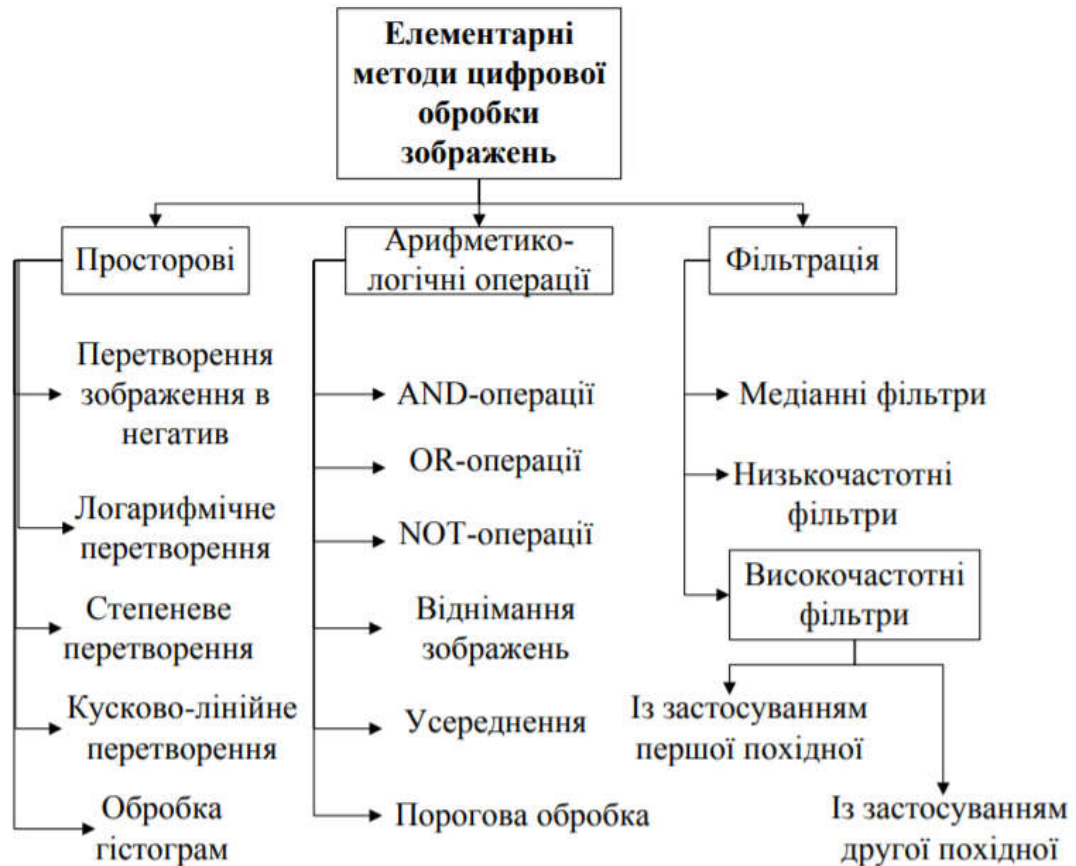 Елементарні
методи цифрової
обробки
зображень
Просторові
Перетворення
зображення в
негатив
Логарифмічне
перетворення
Степеневе
перетворення
Кусково-лінійне
перетворення
Обробка
гістограм
Арифметико-
логічні операції
AND-операції
OR-операції
NOT-операції
Віднімання
зображень
Усереднення
Порогова обробка
Фільтрація
Медіанні фільтри
Низькочастотні
фільтри
Високочастотні
фільтри
Із застосуванням
першої похідної
Із застосуванням
другої похідної